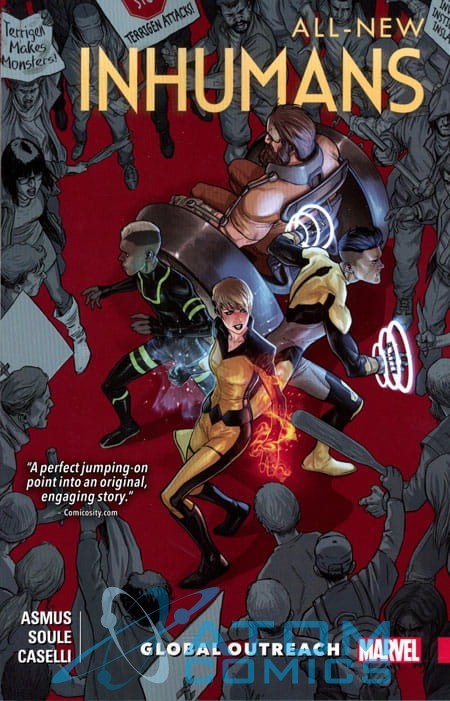 Terrigen
Makes
Monsters!
STOP
TERRIGEN ATTACKS!
ALL-NEW
INHUMANS
"A perfect jumping-on
point into an original,
engaging story."
– Comicosity.com
ASMUS
SOULE
CASELLI
GLOBAL OUTREACH
MARVEL
ATOM
COMICS